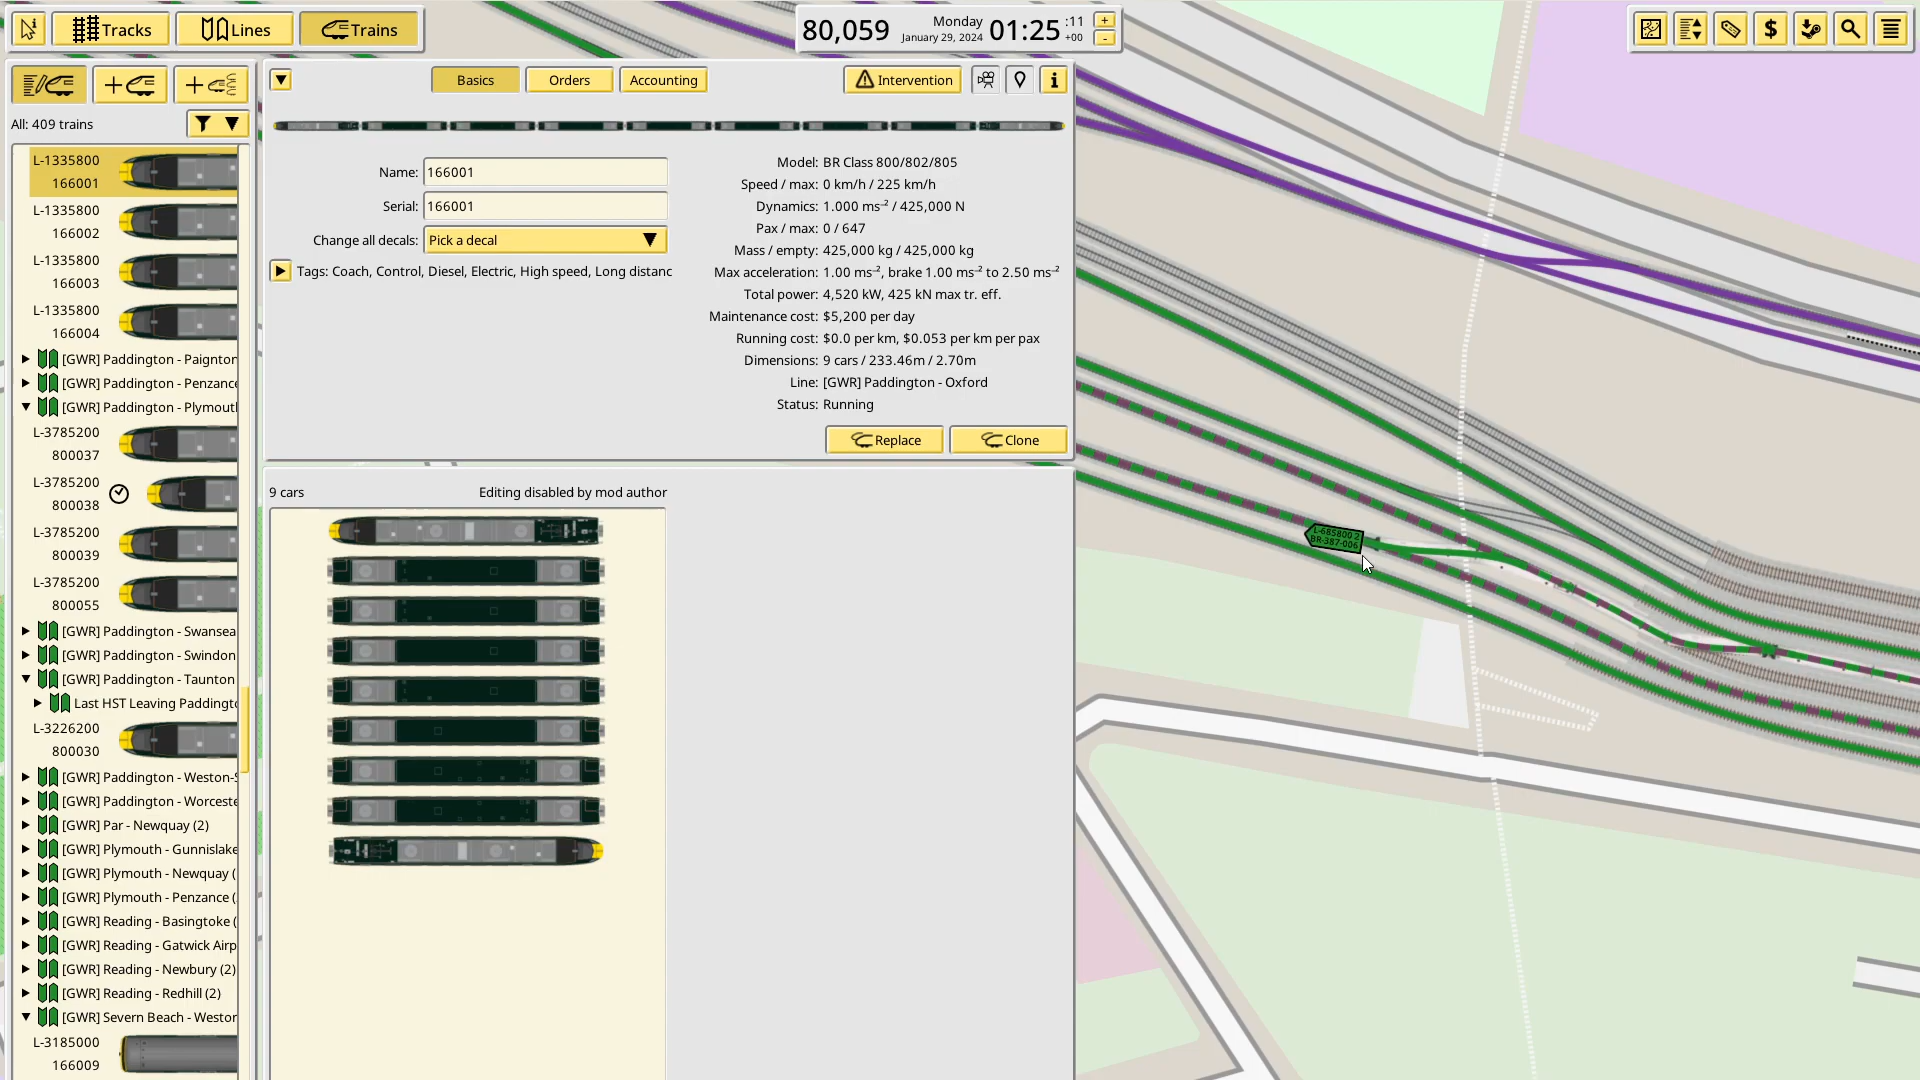 Tracks
Lines
Trains
80,059
Monday
January 29, 2024
01:25
:11
+00
+
-
$
All: 409 trains
L-1335800
166001
L-1335800
166002
L-1335800
166003
L-1335800
166004
[GWR] Paddington - Paignton
[GWR] Paddington - Penzance
[GWR] Paddington - Plymouth
L-3785200
800037
L-3785200
800038
L-3785200
800039
L-3785200
800055
[GWR] Paddington - Swansea
[GWR] Paddington - Swindon
[GWR] Paddington - Taunton
Last HST Leaving Paddingto
L-3226200
800030
[GWR] Paddington - Weston-S
[GWR] Paddington - Worceste
[GWR] Par - Newquay (2)
[GWR] Plymouth - Gunnislake
[GWR] Plymouth - Newquay (
[GWR] Plymouth - Penzance (
[GWR] Reading - Basingtoke (
[GWR] Reading - Gatwick Airp
[GWR] Reading - Newbury (2)
[GWR] Reading - Redhill (2)
[GWR] Severn Beach - Weston
L-3185000
166009
Basics
Orders
Accounting
Intervention
i
Name: 166001
Serial: 166001
Change all decals: Pick a decal
Tags: Coach, Control, Diesel, Electric, High speed, Long distanc
Model: BR Class 800/802/805
Speed / max: 0 km/h / 225 km/h
Dynamics: 1.000 ms⁻² / 425,000 N
Pax / max: 0 / 647
Mass / empty: 425,000 kg / 425,000 kg
Max acceleration: 1.00 ms⁻², brake 1.00 ms⁻² to 2.50 ms⁻²
Total power: 4,520 kW, 425 kN max tr. eff.
Maintenance cost: $5,200 per day
Running cost: $0.0 per km, $0.053 per km per pax
Dimensions: 9 cars / 233.46m / 2.70m
Line: [GWR] Paddington - Oxford
Status: Running
Replace
Clone
9 cars
Editing disabled by mod author
L-685800 2
BR-387-006